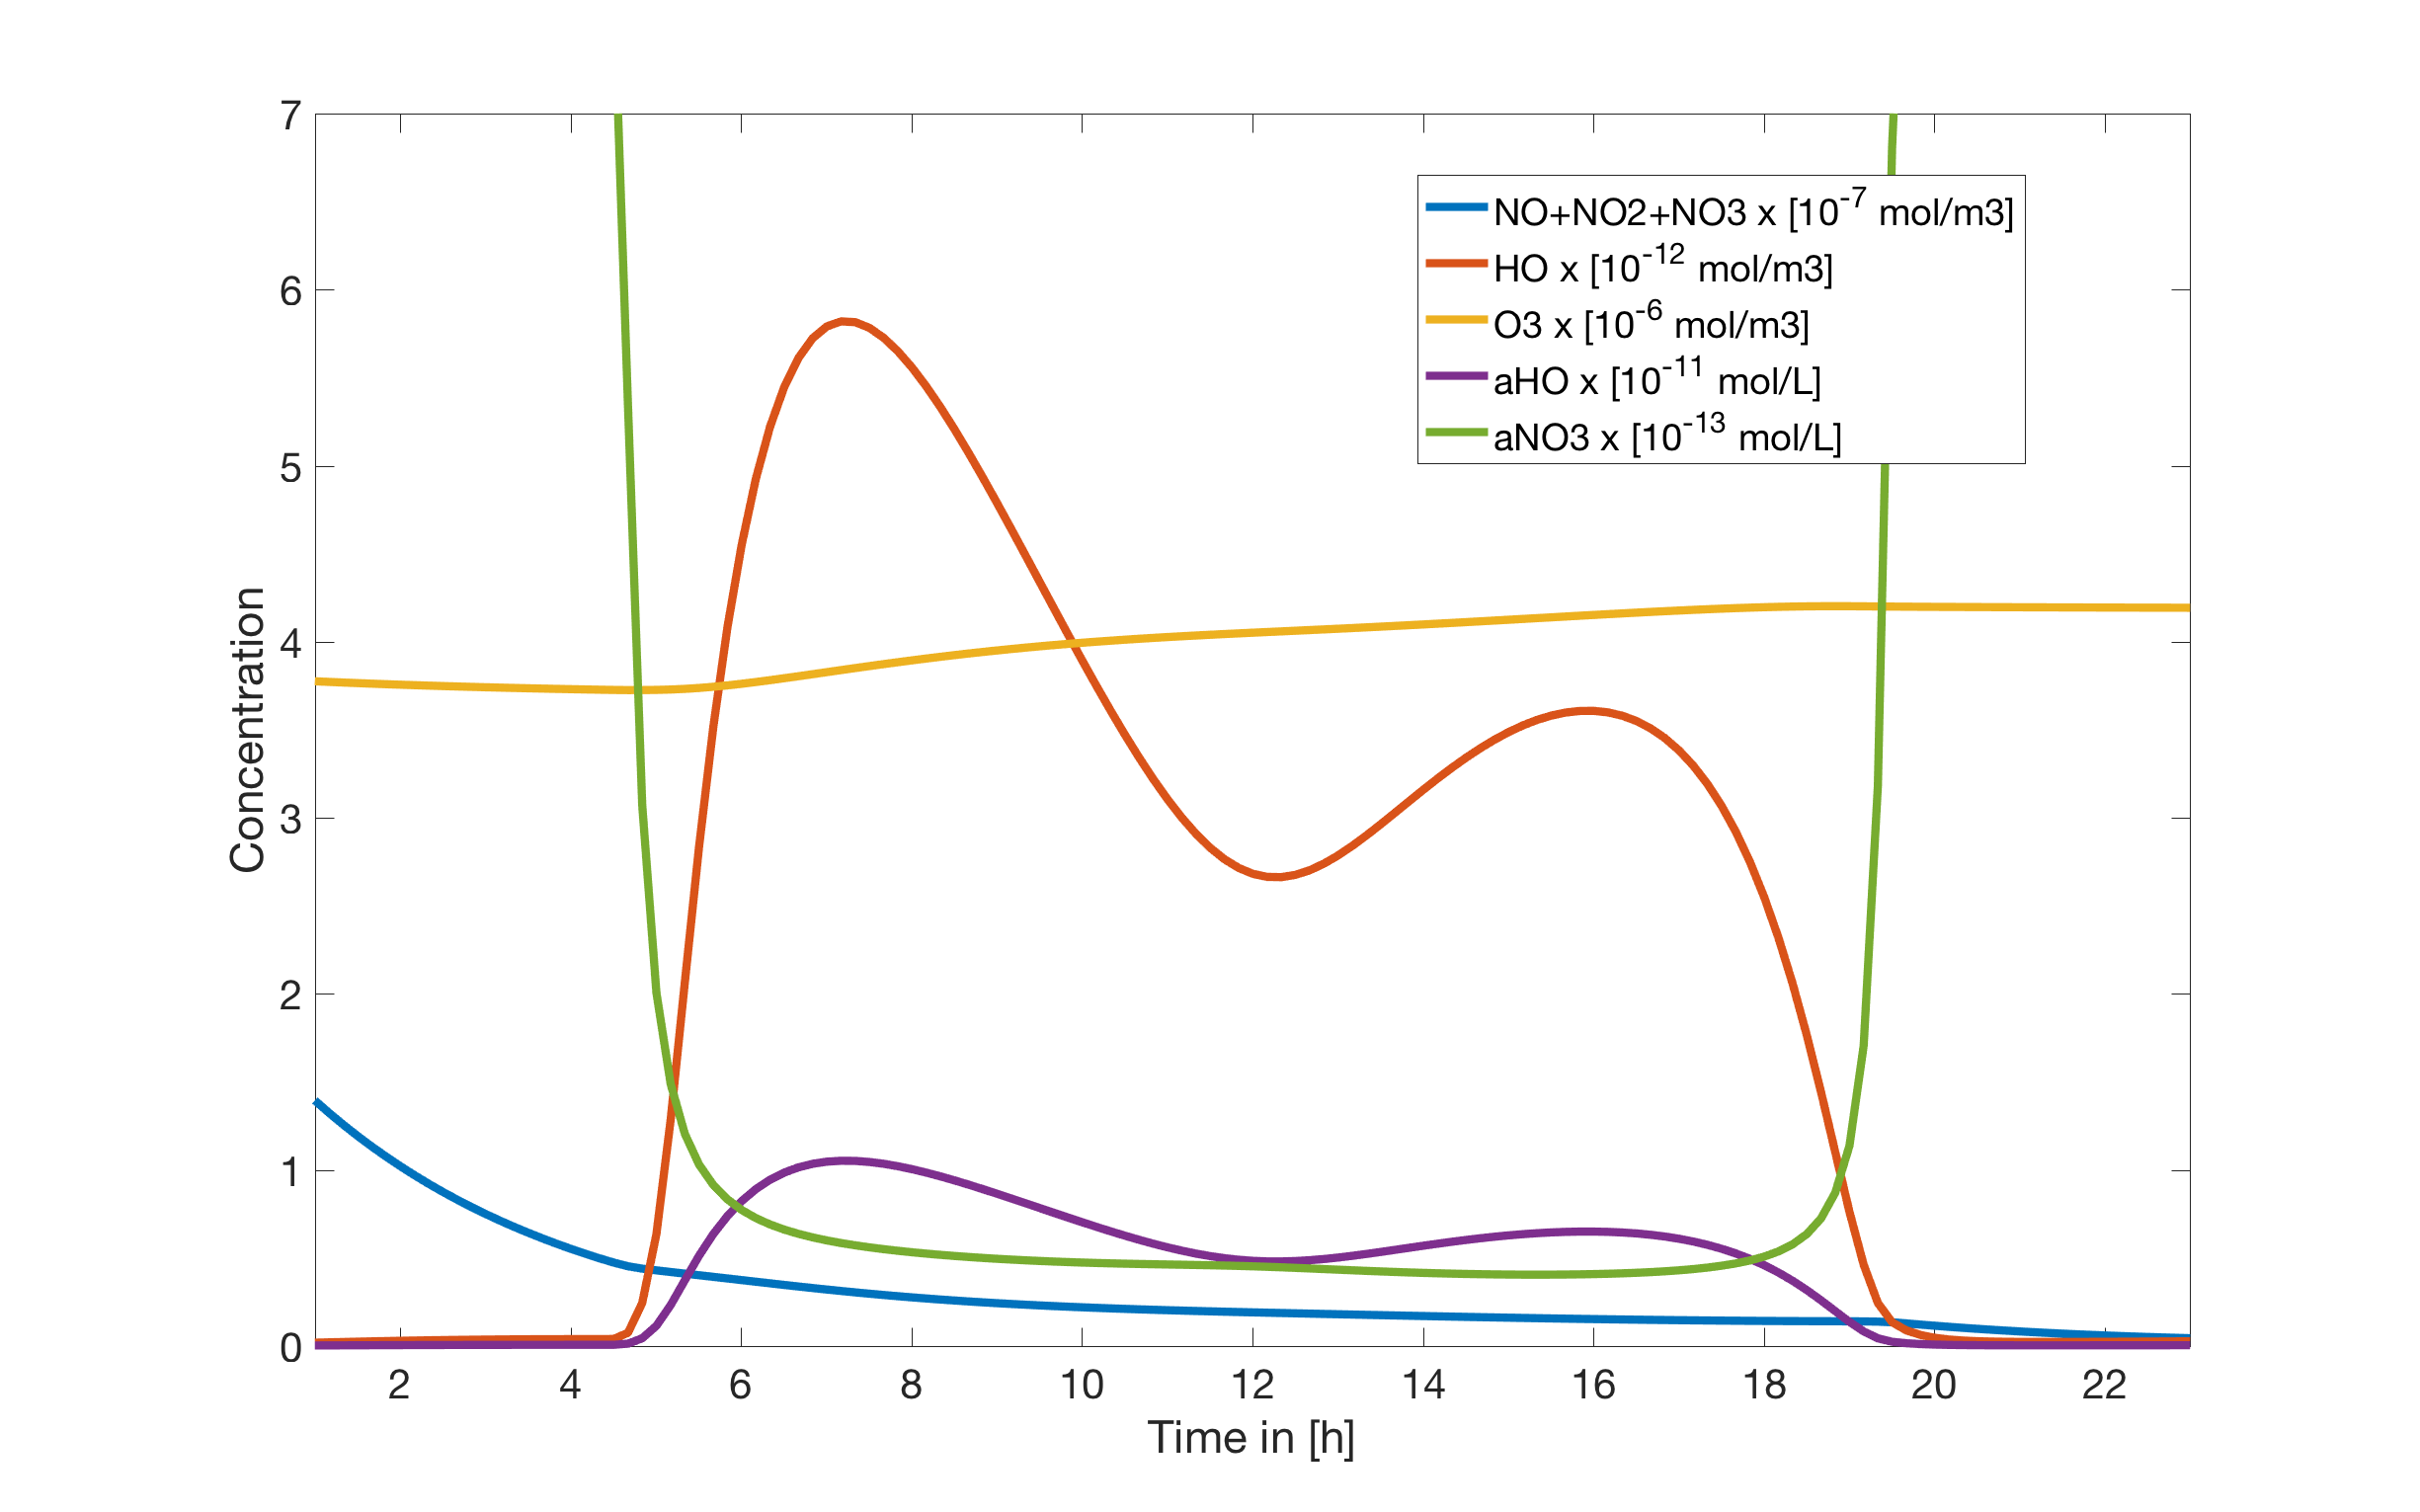 7
6
5
4
3
2
1
0
Concentration
NO+NO2+NO3 x [10^-7 mol/m3]
HO x [10^-12 mol/m3]
O3 x [10^-6 mol/m3]
aHO x [10^-11 mol/L]
aNO3 x [10^-13 mol/L]
2 4 6 8 10 12 14 16 18 20 22
Time in [h]